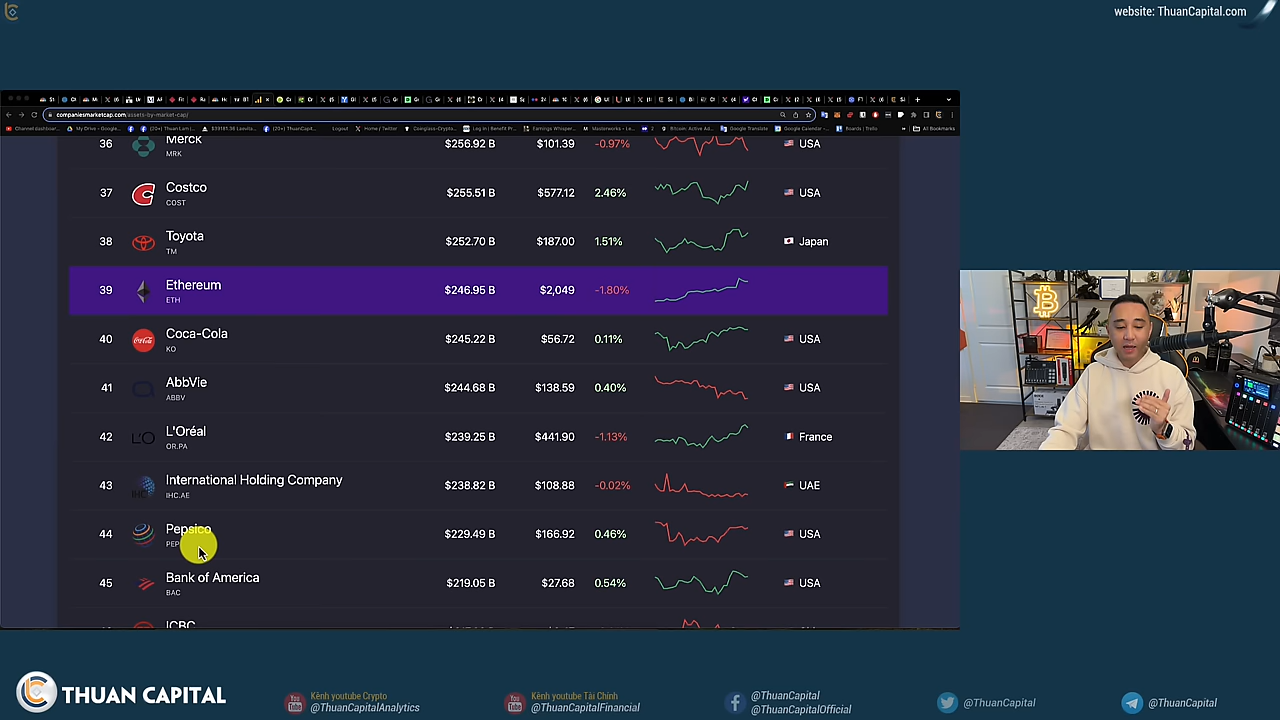 website: ThuanCapital.com
companiesmarketcap.com/assets-by-market-cap/
36 Merck $256.92 B $101.39 -0.97% USA
MRK
37 Costco $255.51 B $577.12 2.46% USA
COST
38 Toyota $252.70 B $187.00 1.51% Japan
TM
39 Ethereum $246.95 B $2,049 -1.80%
ETH
40 Coca-Cola $245.22 B $56.72 0.11% USA
KO
41 AbbVie $244.68 B $138.59 0.40% USA
ABBV
42 L'Oréal $239.25 B $441.90 -1.13% France
OR.PA
43 International Holding Company $238.82 B $108.88 -0.02% UAE
IHC.AE
44 Pepsico $229.49 B $166.92 0.46% USA
PEP
45 Bank of America $219.05 B $27.68 0.54% USA
BAC
ICBC
THUAN CAPITAL
Kênh youtube Crypto
@ThuanCapitalAnalytics
Kênh youtube Tài Chính
@ThuanCapitalFinancial
@ThuanCapital
@ThuanCapitalOfficial
@ThuanCapital
@ThuanCapital